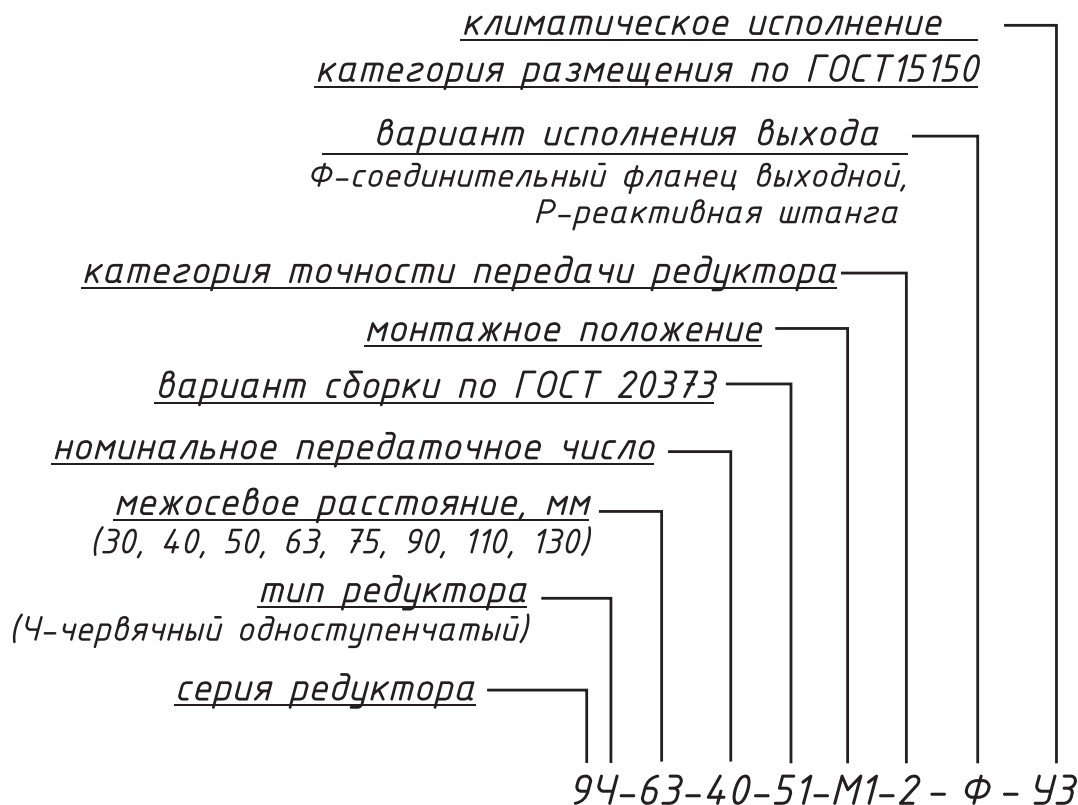 климатическое исполнение
категория размещения по ГОСТ15150
вариант исполнения выхода
Ф-соединительный фланец выходной,
Р-реактивная штанга
категория точности передачи редуктора
монтажное положение
вариант сборки по ГОСТ 20373
номинальное передаточное число
межосевое расстояние, мм
(30, 40, 50, 63, 75, 90, 110, 130)
тип редуктора
(Ч-червячный одноступенчатый)
серия редуктора
9Ч-63-40-51-М1-2 - Ф - У3